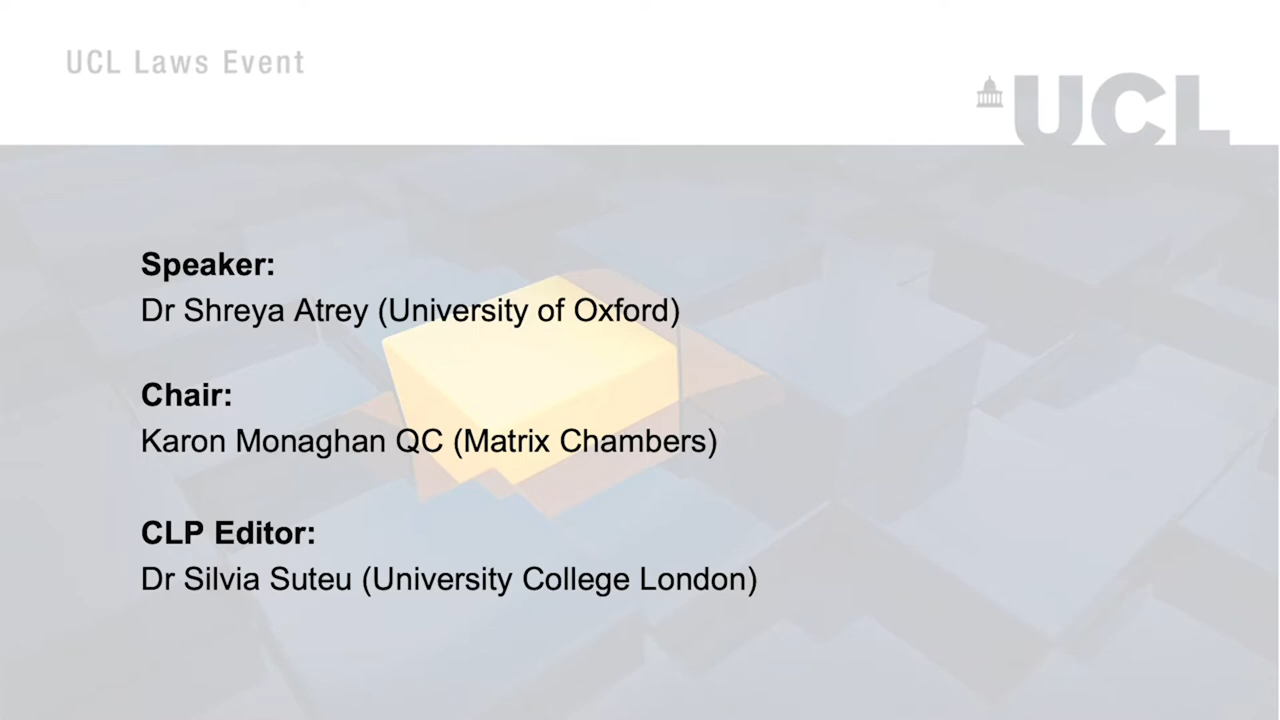 UCL Laws Event
UCL
Speaker:
Dr Shreya Atrey (University of Oxford)
Chair:
Karon Monaghan QC (Matrix Chambers)
CLP Editor:
Dr Silvia Suteu (University College London)